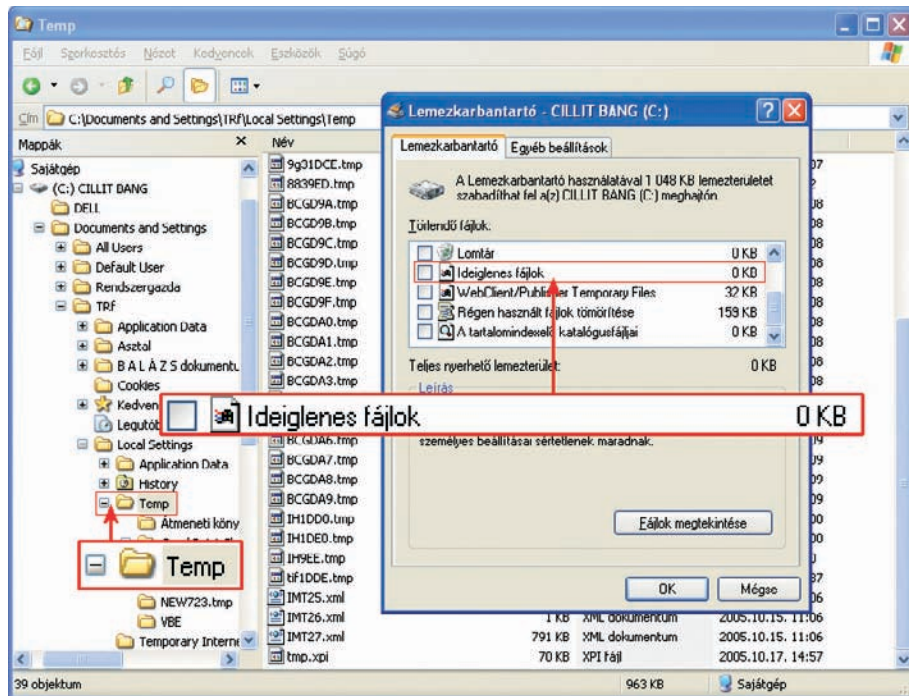 Temp
Fájl Szerkesztés Nézet Kedvencek Eszközök Súgó
Cím C:\Documents and Settings\TRf\Local Settings\Temp
Mappák
Név
Sajátgép
(C:) CILLIT BANG
DELL
Documents and Settings
All Users
Default User
Rendszergazda
TRf
Application Data
Asztal
BALÁZS dokumentu
Cookies
Kedven
Legutób
Local Settings
Application Data
History
Temp
Átmeneti köny
Temp
NEW723.tmp
VBE
Temporary Interne
9g31DCE.tmp
8839ED.tmp
BCGD9A.tmp
BCGD9B.tmp
BCGD9C.tmp
BCGD9D.tmp
BCGD9E.tmp
BCGD9F.tmp
BCGDA0.tmp
BCGDA1.tmp
BCGDA2.tmp
BCGDA3.tmp
BCGDA6.tmp
BCGDA7.tmp
BCGDA8.tmp
BCGDA9.tmp
IH1DD0.tmp
IH1DE0.tmp
IH9EE.tmp
tif1DDE.tmp
IMT25.xml
IMT26.xml 1 KB XML dokumentum 2005.10.15. 11:06
IMT27.xml 791 KB XML dokumentum 2005.10.15. 11:06
tmp.xpi 70 KB XPI fájl 2005.10.17. 14:57
Lemezkarbantartó - CILLIT BANG (C:)
Lemezkarbantartó Egyéb beállítások
A Lemezkarbantartó használatával 1 048 KB lemezterületet
szabadíthat fel a(z) CILLIT BANG (C:) meghajtón.
Törlendő fájlok:
Lomtár 0 KB
Ideiglenes fájlok 0 KB
WebClient/Publisher Temporary Files 32 KB
Régen használt fájlok tömörítése 159 KB
A tartalomindexelő katalógusfájljai 0 KB
Teljes nyerhető lemezterület: 0 KB
Leírás
Ideiglenes fájlok 0 KB
személyes beállításai sértetlenek maradnak.
Fájlok megtekintése
OK Mégse
39 objektum 963 KB Sajátgép